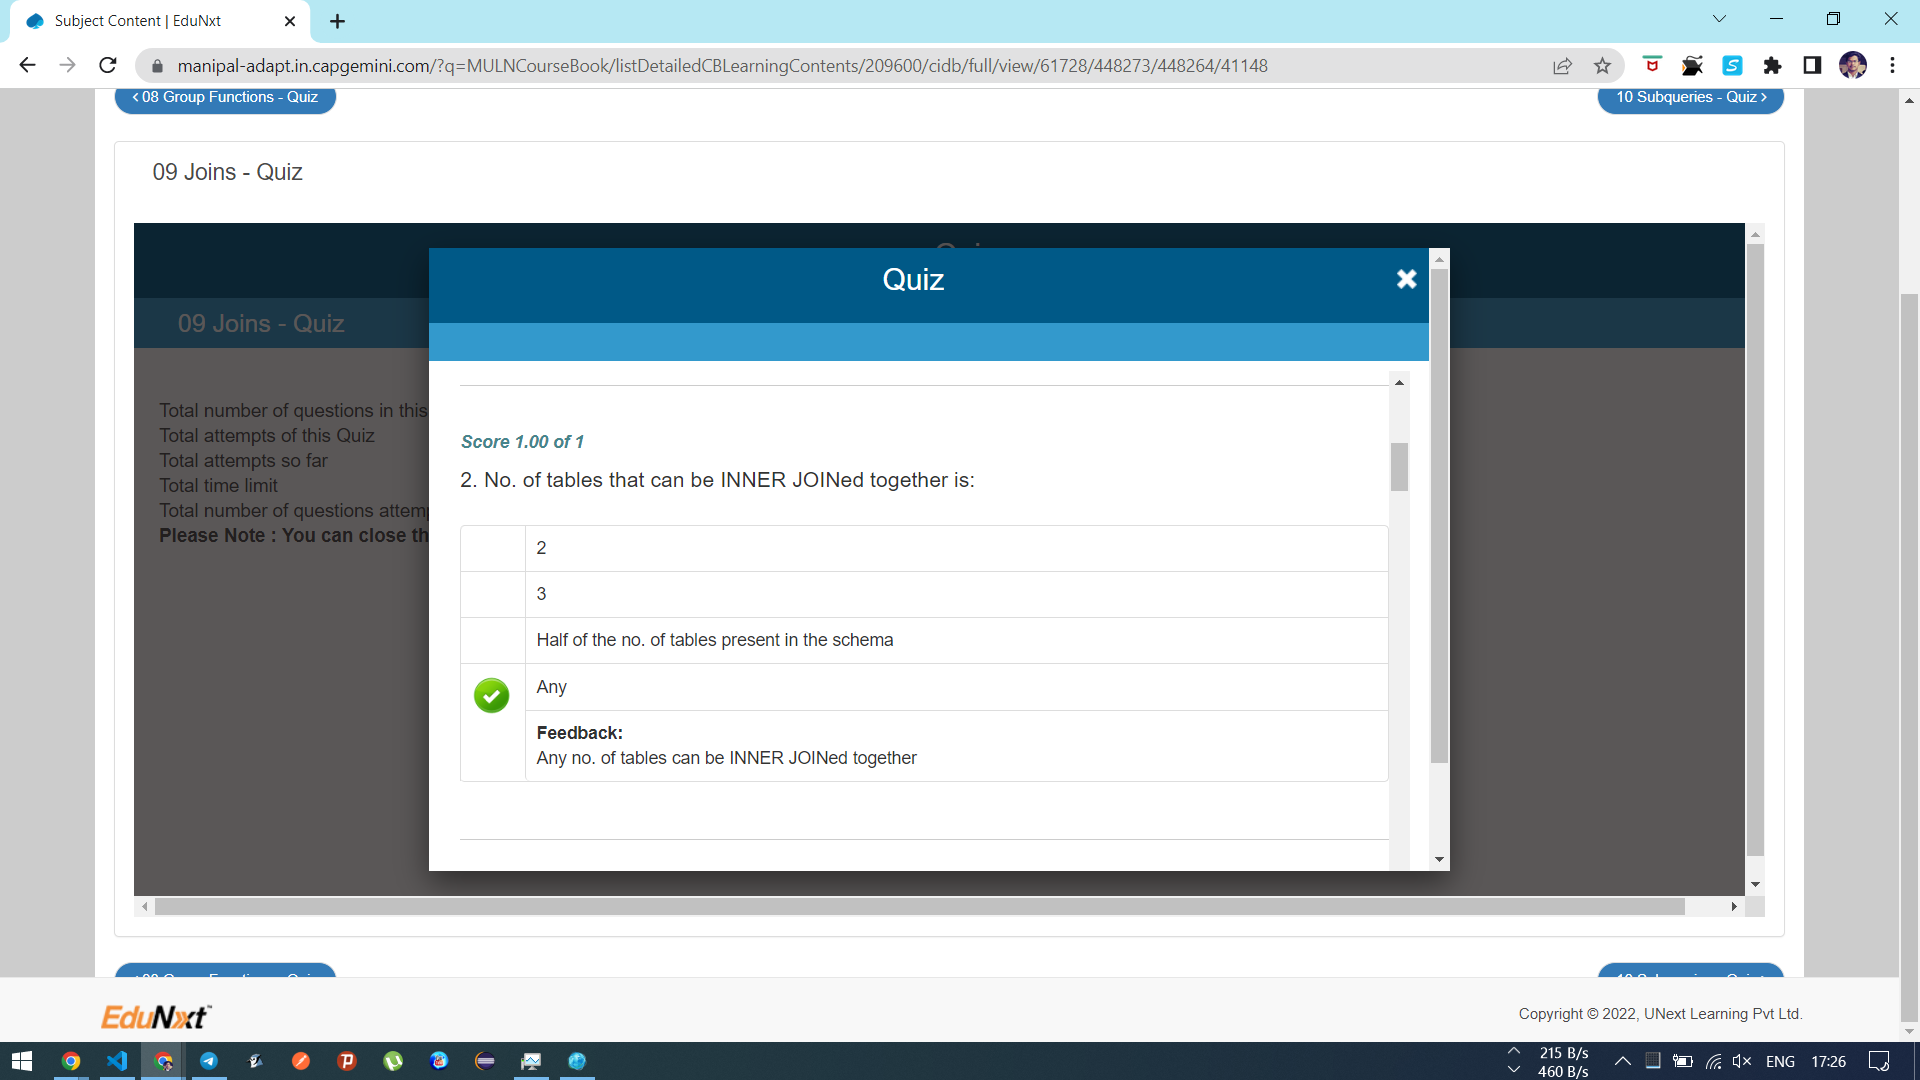 Subject Content | EduNxt
manipal-adapt.in.capgemini.com/?q=MULNCourseBook/listDetailedCBLearningContents/209600/cidb/full/view/61728/448273/448264/41148
< 08 Group Functions - Quiz
10 Subqueries - Quiz >
09 Joins - Quiz
Quiz
09 Joins - Quiz
Total number of questions in this
Total attempts of this Quiz
Total attempts so far
Total time limit
Total number of questions attem
Please Note : You can close th
Score 1.00 of 1
2. No. of tables that can be INNER JOINed together is:
2
3
Half of the no. of tables present in the schema
Any
Feedback:
Any no. of tables can be INNER JOINed together
EduNxt™
Copyright © 2022, UNext Learning Pvt Ltd.
215 B/s
460 B/s
ENG
17:26